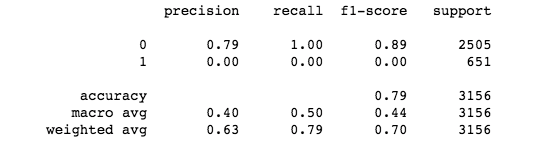 precision recall f1-score support
0 0.79 1.00 0.89 2505
1 0.00 0.00 0.00 651
accuracy 0.79 3156
macro avg 0.40 0.50 0.44 3156
weighted avg 0.63 0.79 0.70 3156